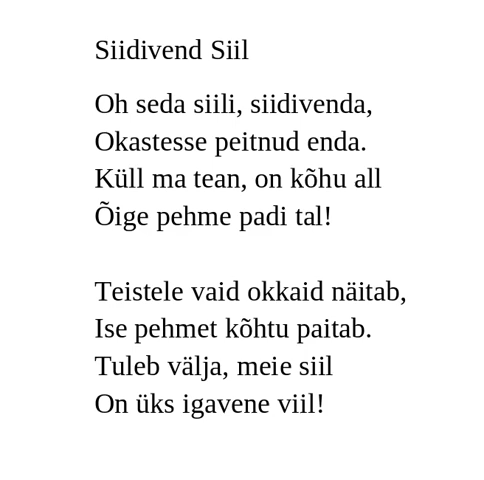 Siidivend Siil
Oh seda siili, siidivenda,
Okastesse peitnud enda.
Küll ma tean, on kõhu all
Õige pehme padi tal!
Teistele vaid okkaid näitab,
Ise pehmet kõhtu paitab.
Tuleb välja, meie siil
On üks igavene viil!